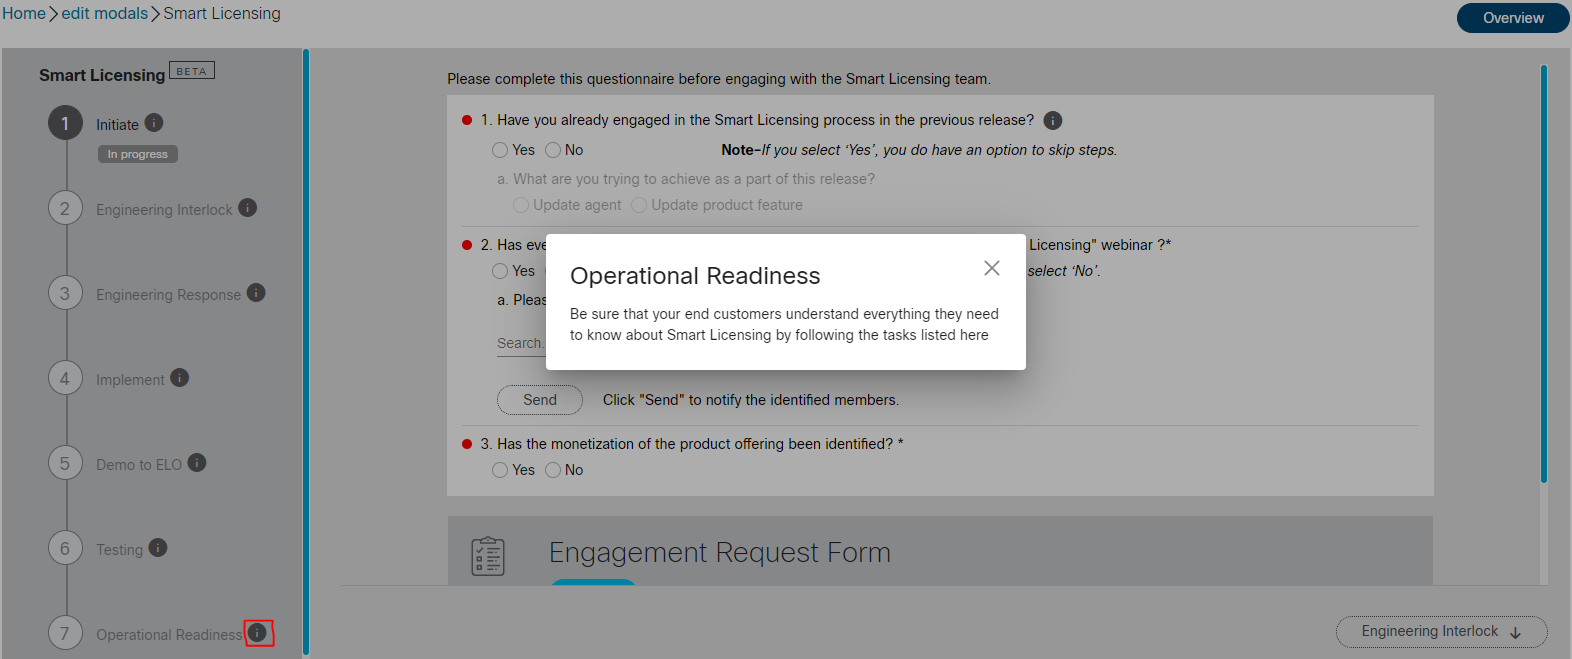 Home > edit modals > Smart Licensing
Overview
Smart Licensing BETA
1 Initiate i
In progress
2 Engineering Interlock i
3 Engineering Response i
4 Implement i
5 Demo to ELO i
6 Testing i
7 Operational Readiness i
Please complete this questionnaire before engaging with the Smart Licensing team.
1. Have you already engaged in the Smart Licensing process in the previous release? i
Yes No Note–If you select ‘Yes’, you do have an option to skip steps.
a. What are you trying to achieve as a part of this release?
Update agent Update product feature
2. Has eve
Licensing" webinar ?*
Yes
select ‘No’.
a. Pleas
Search.
Operational Readiness
Be sure that your end customers understand everything they need
to know about Smart Licensing by following the tasks listed here
Send Click "Send" to notify the identified members.
3. Has the monetization of the product offering been identified? *
Yes No
Engagement Request Form
Engineering Interlock ↓